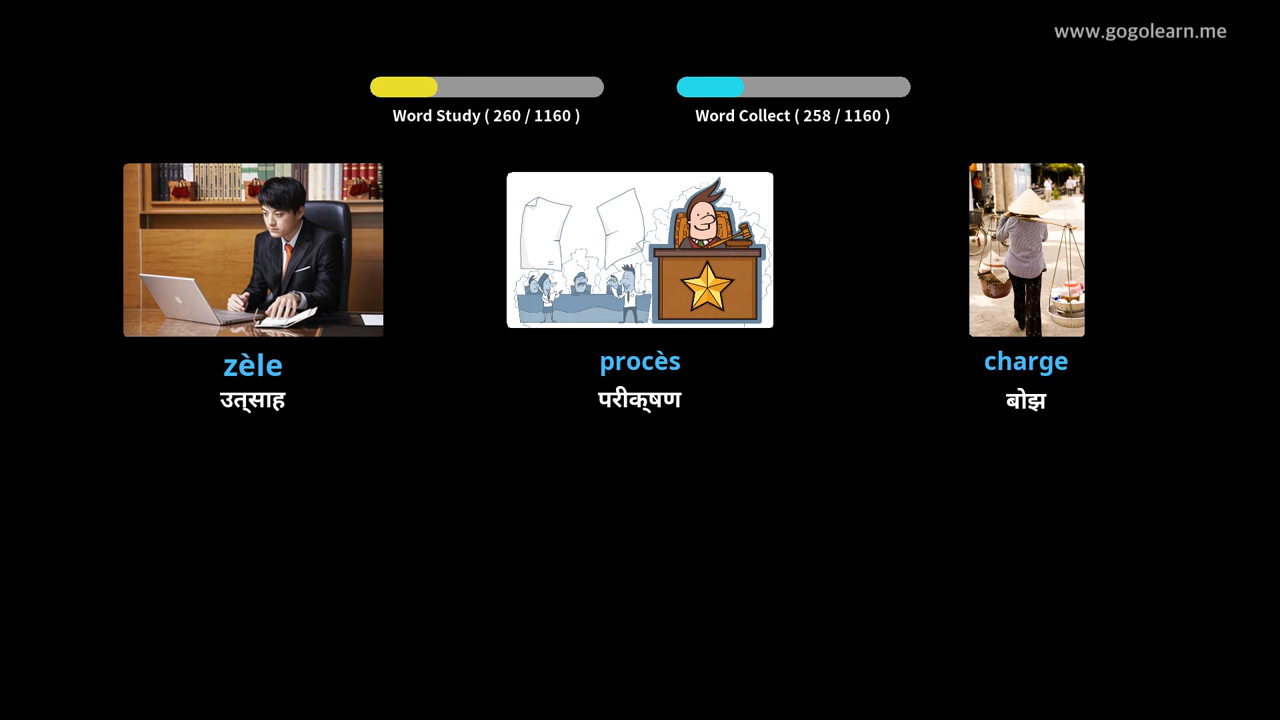 www.gogolearn.me
Word Study ( 260 / 1160 )
Word Collect ( 258 / 1160 )
zèle
उत्साह
procès
परीक्षण
charge
बोझ